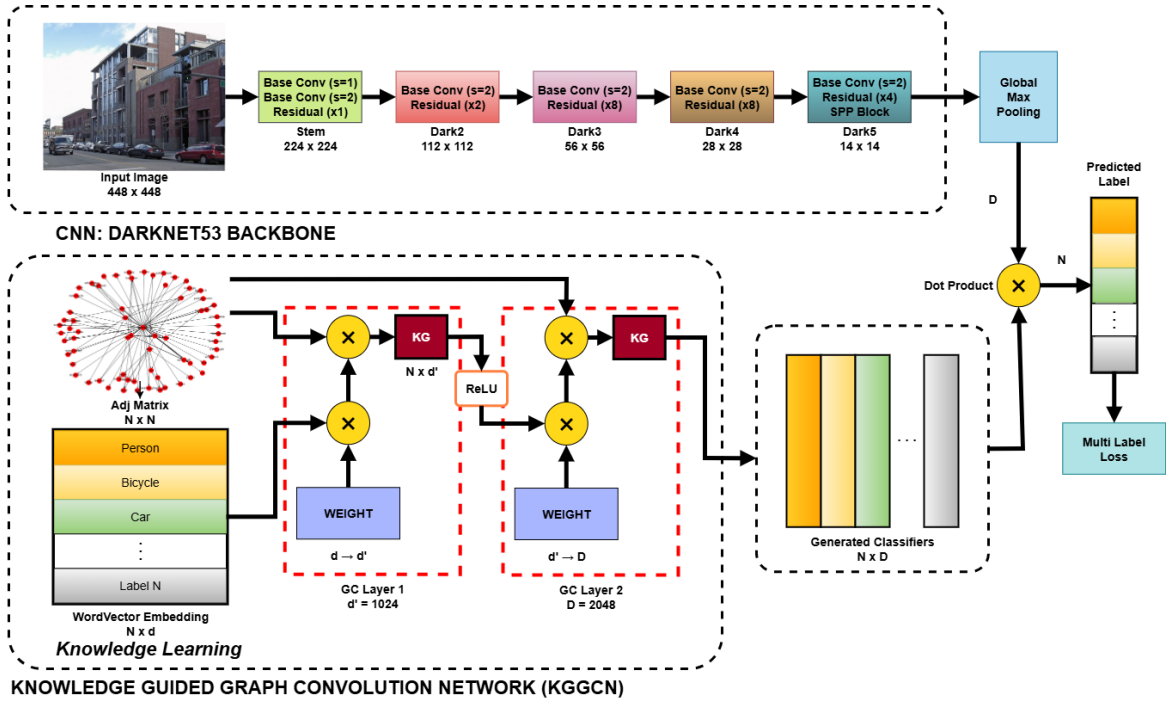 Input Image
448 x 448
Base Conv (s=1)
Base Conv (s=2)
Residual (x1)
Stem
224 x 224
Base Conv (s=2)
Residual (x2)
Dark2
112 x 112
Base Conv (s=2)
Residual (x8)
Dark3
56 x 56
Base Conv (s=2)
Residual (x8)
Dark4
28 x 28
Base Conv (s=2)
Residual (x4)
SPP Block
Dark5
14 x 14
Global
Max
Pooling
CNN: DARKNET53 BACKBONE
D
Dot Product
×
N
Predicted
Label
⋮
Multi Label
Loss
Adj Matrix
N x N
Person
Bicycle
Car
⋮
Label N
WordVector Embedding
N x d
Knowledge Learning
×
KG
N x d'
×
WEIGHT
d → d'
GC Layer 1
d' = 1024
ReLU
×
KG
×
WEIGHT
d' → D
GC Layer 2
D = 2048
...
Generated Classifiers
N x D
KNOWLEDGE GUIDED GRAPH CONVOLUTION NETWORK (KGGCN)